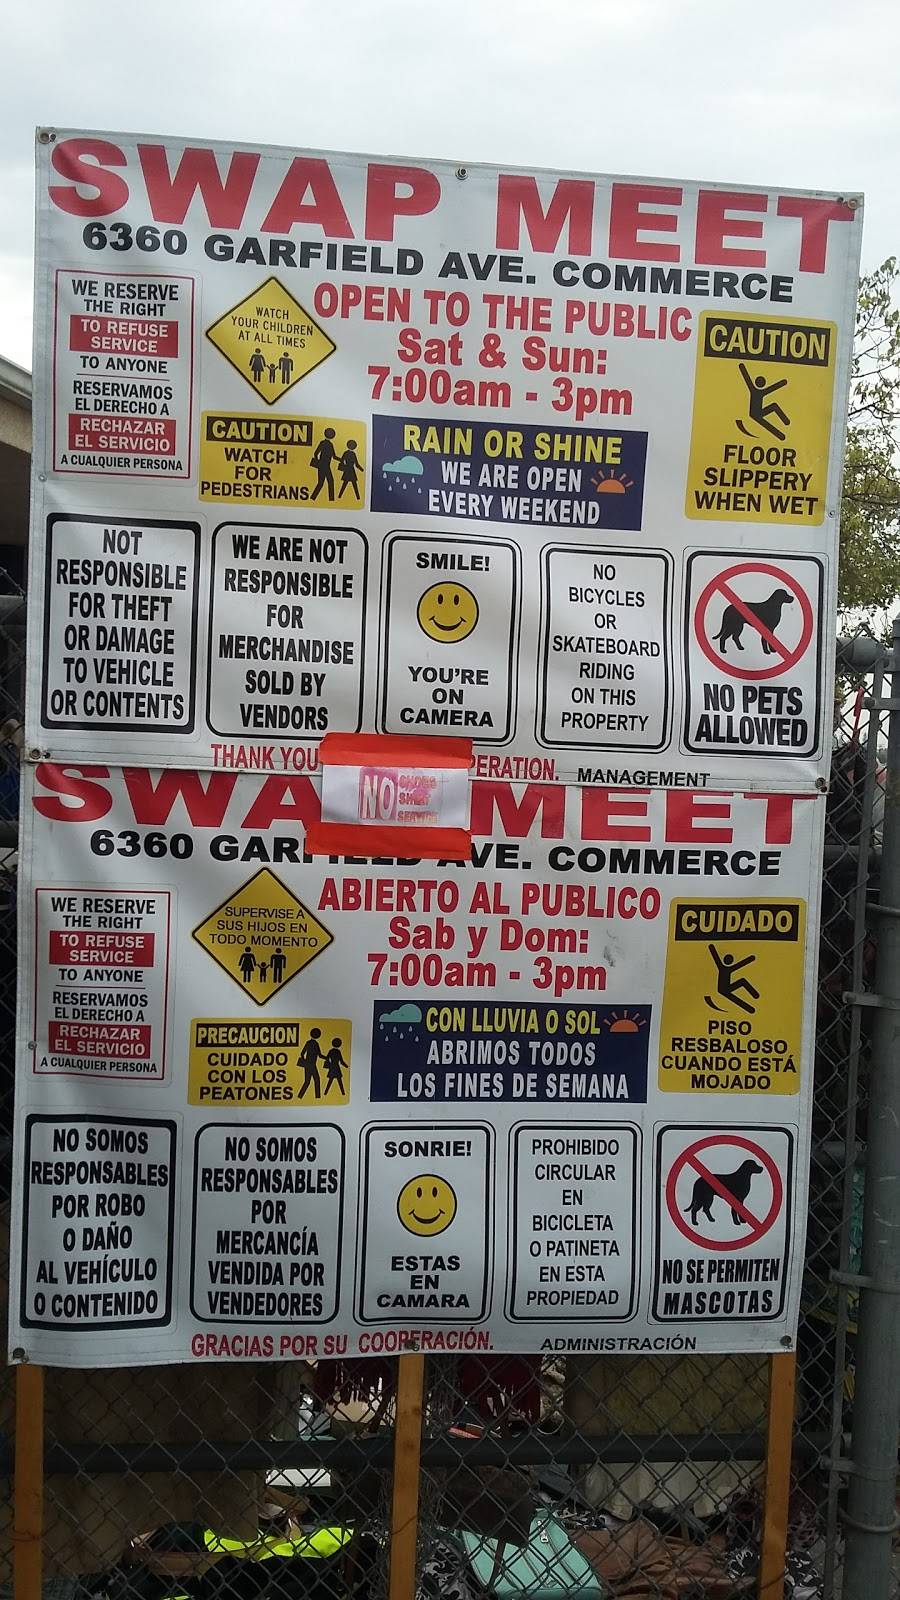 SWAP MEET
6360 GARFIELD AVE. COMMERCE
WE RESERVE
THE RIGHT
TO REFUSE
SERVICE
TO ANYONE
RESERVAMOS
EL DERECHO A
RECHAZAR
EL SERVICIO
A CUALQUIER PERSONA
WATCH
YOUR CHILDREN
AT ALL TIMES
OPEN TO THE PUBLIC
Sat & Sun:
7:00am - 3pm
CAUTION
WATCH
FOR
PEDESTRIANS
RAIN OR SHINE
WE ARE OPEN
EVERY WEEKEND
CAUTION
FLOOR
SLIPPERY
WHEN WET
NOT
RESPONSIBLE
FOR THEFT
OR DAMAGE
TO VEHICLE
OR CONTENTS
WE ARE NOT
RESPONSIBLE
FOR
MERCHANDISE
SOLD BY
VENDORS
SMILE!
YOU'RE
ON
CAMERA
NO
BICYCLES
OR
SKATEBOARD
RIDING
ON THIS
PROPERTY
NO PETS
ALLOWED
THANK YOU PERATION. MANAGEMENT
NO
SERVICE
SWA MEET
6360 GARFIELD AVE. COMMERCE
WE RESERVE
THE RIGHT
TO REFUSE
SERVICE
TO ANYONE
RESERVAMOS
EL DERECHO A
RECHAZAR
EL SERVICIO
A CUALQUIER PERSONA
SUPERVISE A
SUS HIJOS EN
TODO MOMENTO
ABIERTO AL PUBLICO
Sab y Dom:
7:00am - 3pm
PRECAUCION
CUIDADO
CON LOS
PEATONES
CON LLUVIA O SOL
ABRIMOS TODOS
LOS FINES DE SEMANA
CUIDADO
PISO
RESBALOSO
CUANDO ESTÁ
MOJADO
NO SOMOS
RESPONSABLES
POR ROBO
O DAÑO
AL VEHÍCULO
O CONTENIDO
NO SOMOS
RESPONSABLES
POR
MERCANCÍA
VENDIDA POR
VENDEDORES
SONRIE!
ESTAS
EN
CAMARA
PROHIBIDO
CIRCULAR
EN
BICICLETA
O PATINETA
EN ESTA
PROPIEDAD
NO SE PERMITEN
MASCOTAS
GRACIAS POR SU COOPERACIÓN. ADMINISTRACIÓN